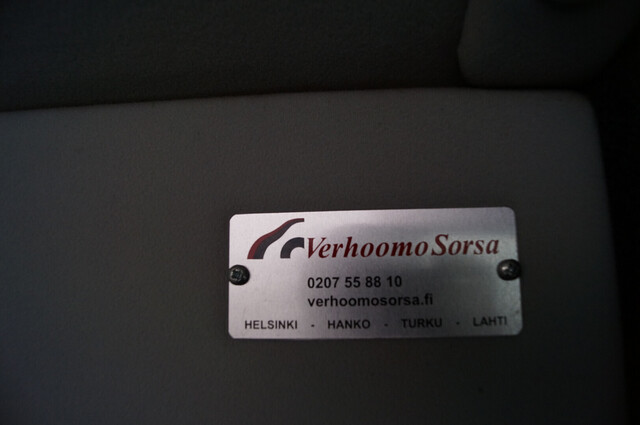 Verhoomo Sorsa
0207 55 88 10
verhoomosorsa.fi
HELSINKI - HANKO - TURKU - LAHTI